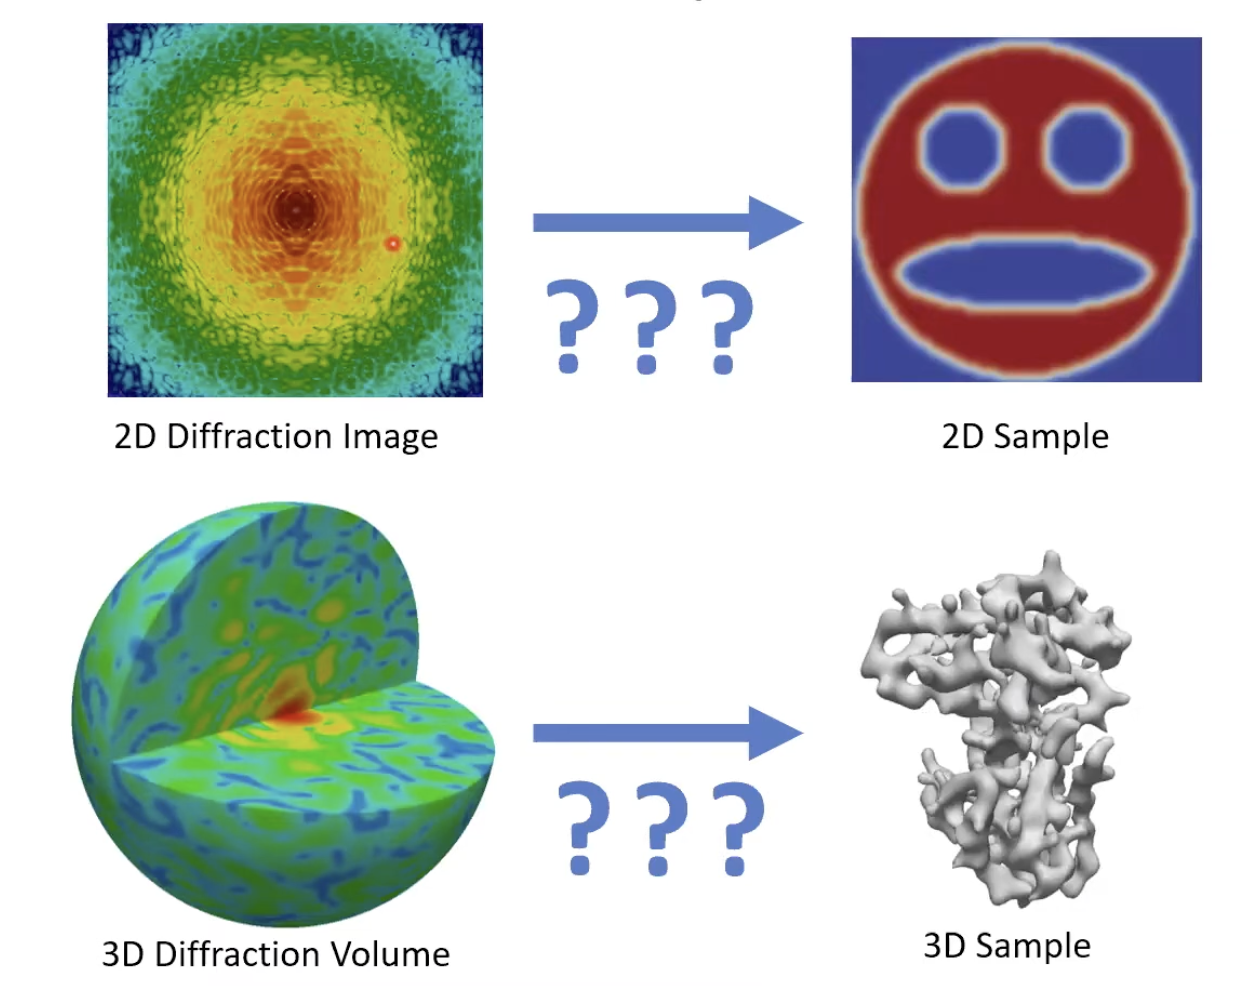 ? ? ?
2D Diffraction Image
2D Sample
? ? ?
3D Diffraction Volume
3D Sample